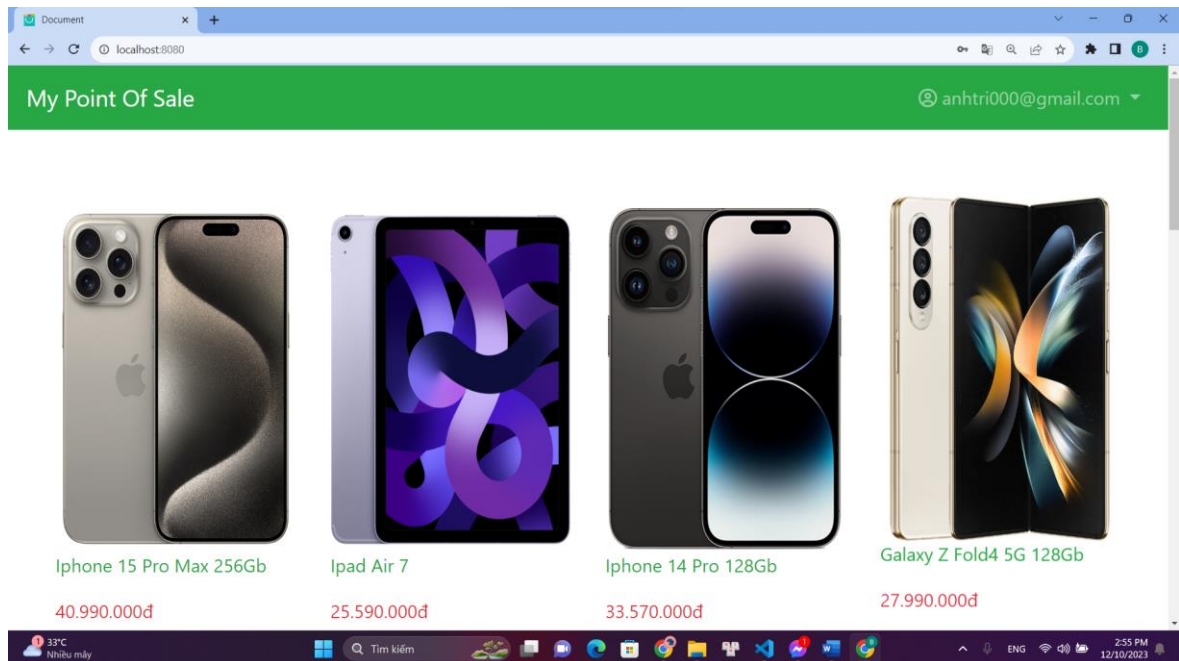 Document
localhost:8080
B
My Point Of Sale
anhtri000@gmail.com
Iphone 15 Pro Max 256Gb
Ipad Air 7
Iphone 14 Pro 128Gb
Galaxy Z Fold4 5G 128Gb
40.990.000đ
25.590.000đ
33.570.000đ
27.990.000đ
1
33°C
Nhiều mây
Tìm kiếm
ENG
2:55 PM
12/10/2023